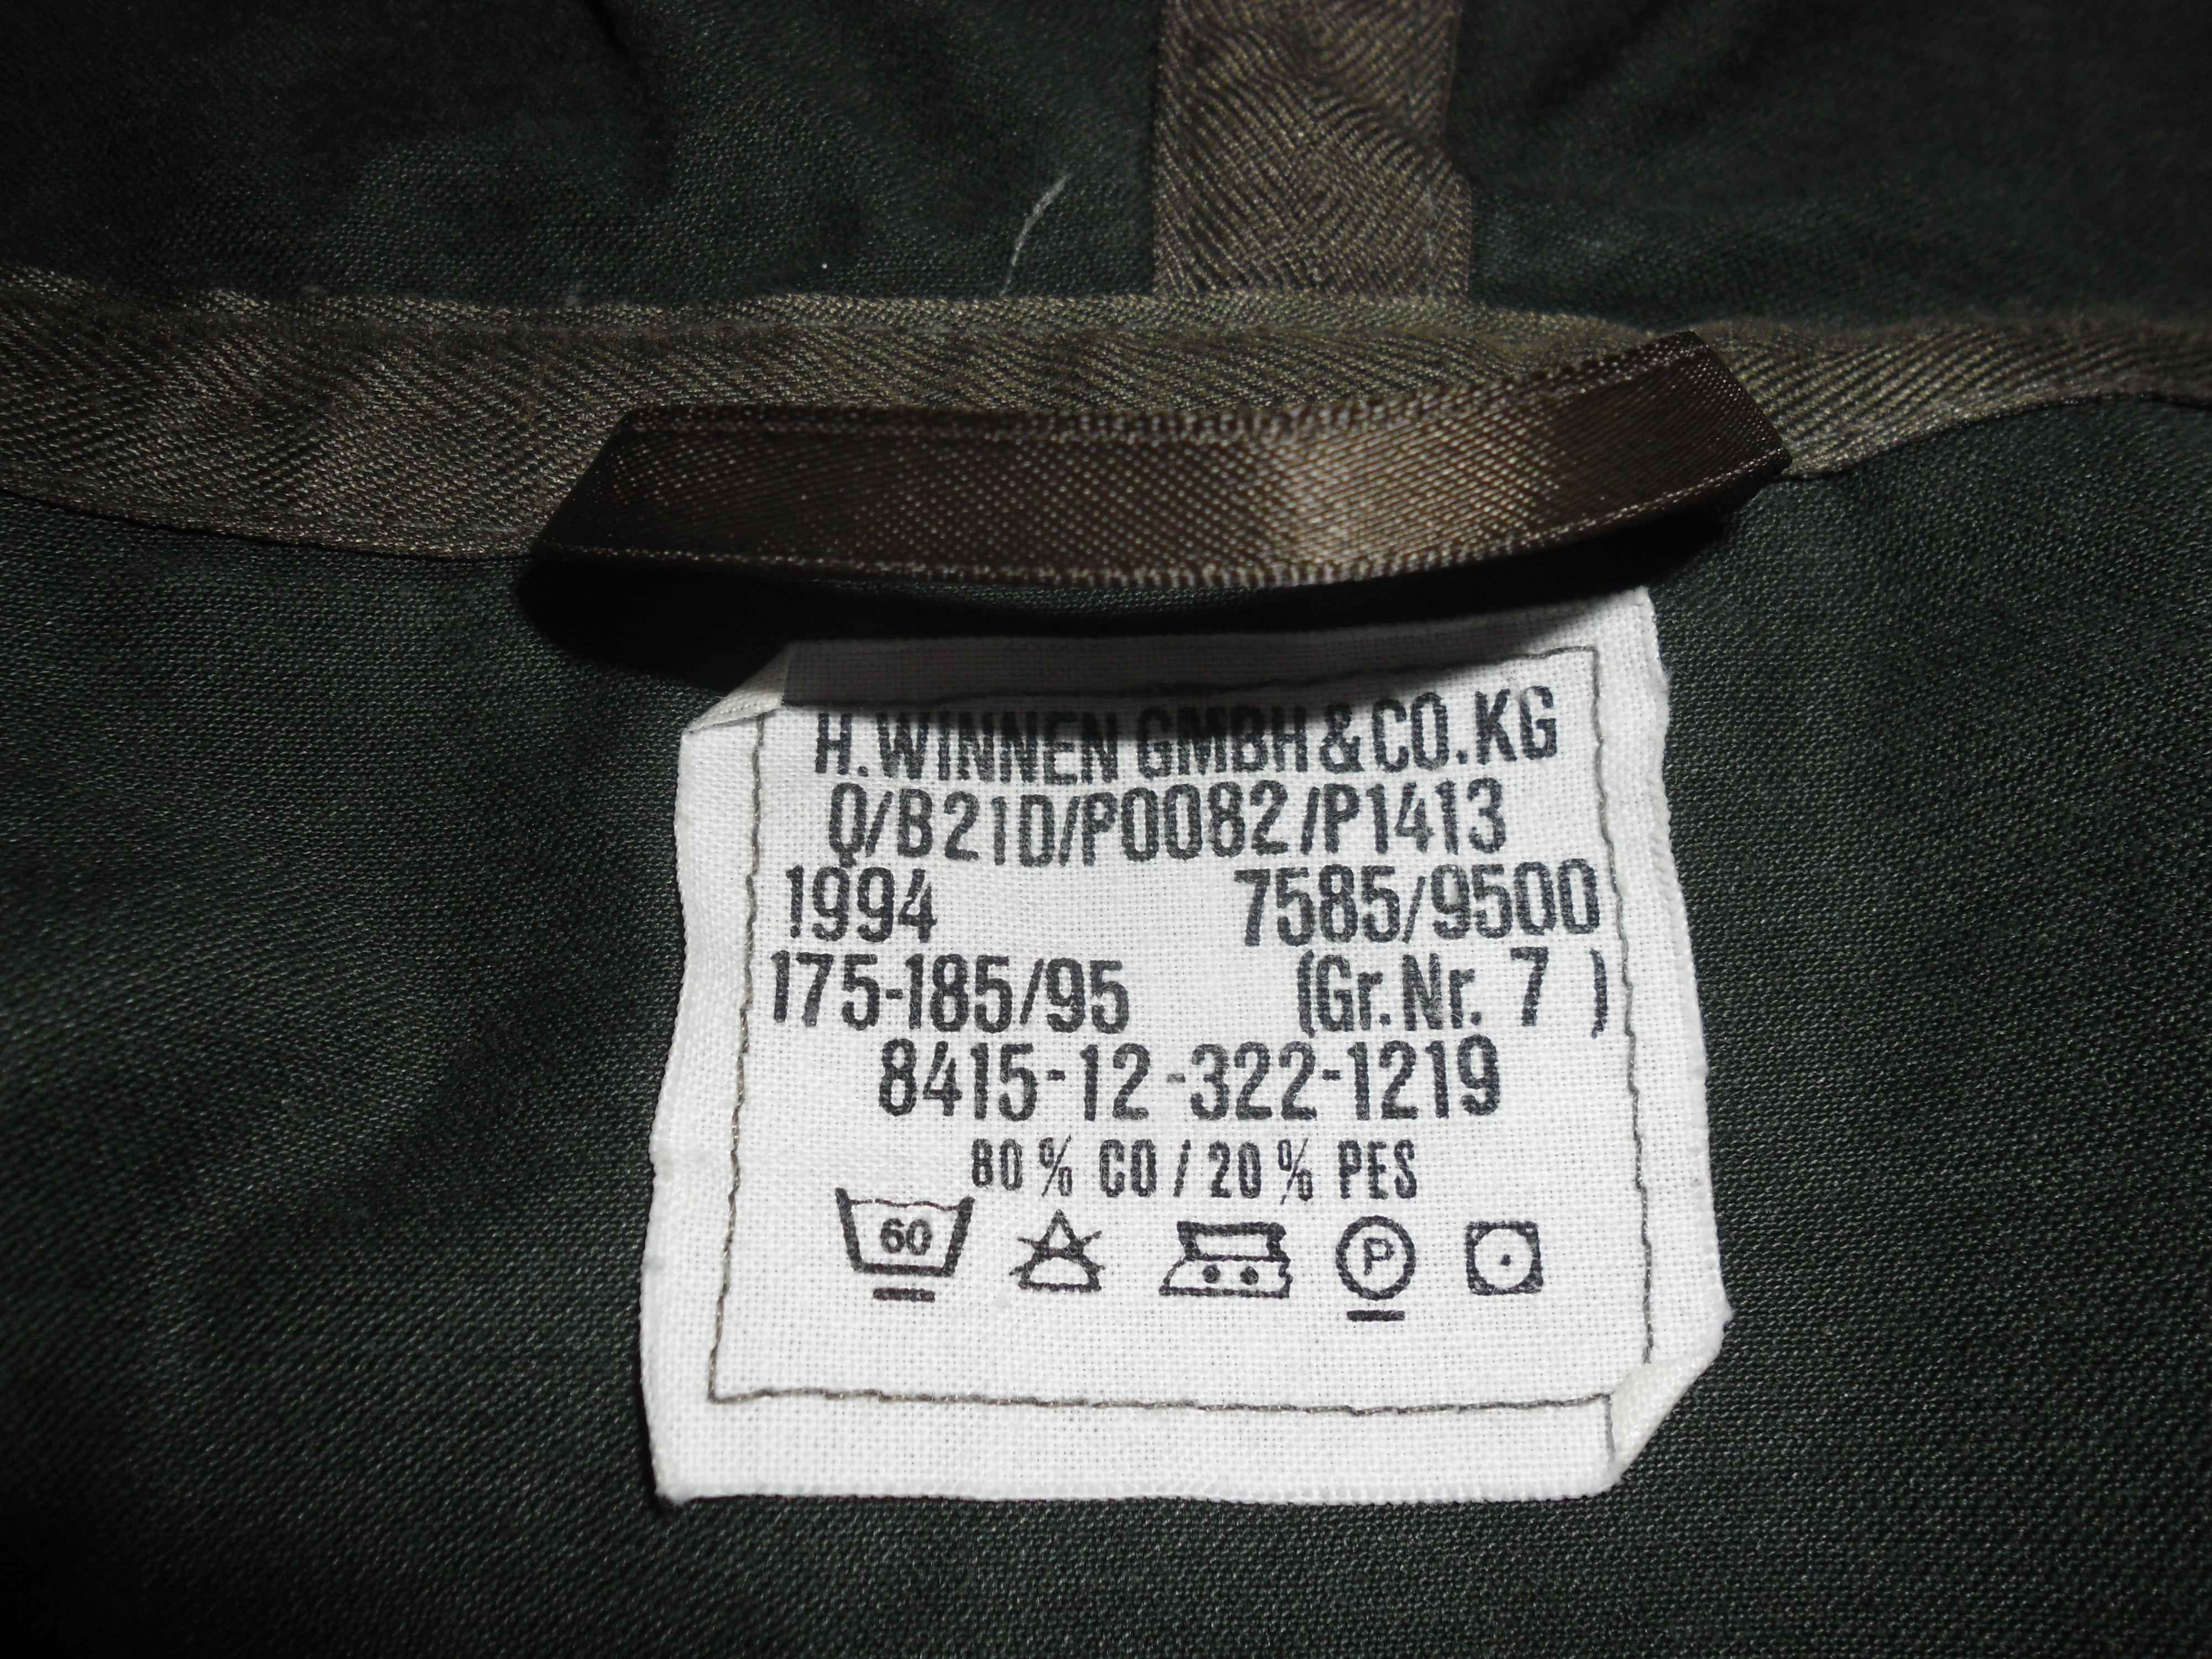 H. WINNEN GMBH & CO. KG
Q/B21D/P0082/P1413
1994 7585/9500
175-185/95 (Gr. Nr. 7 )
8415-12-322-1219
80 % CO / 20 % PES
60 P